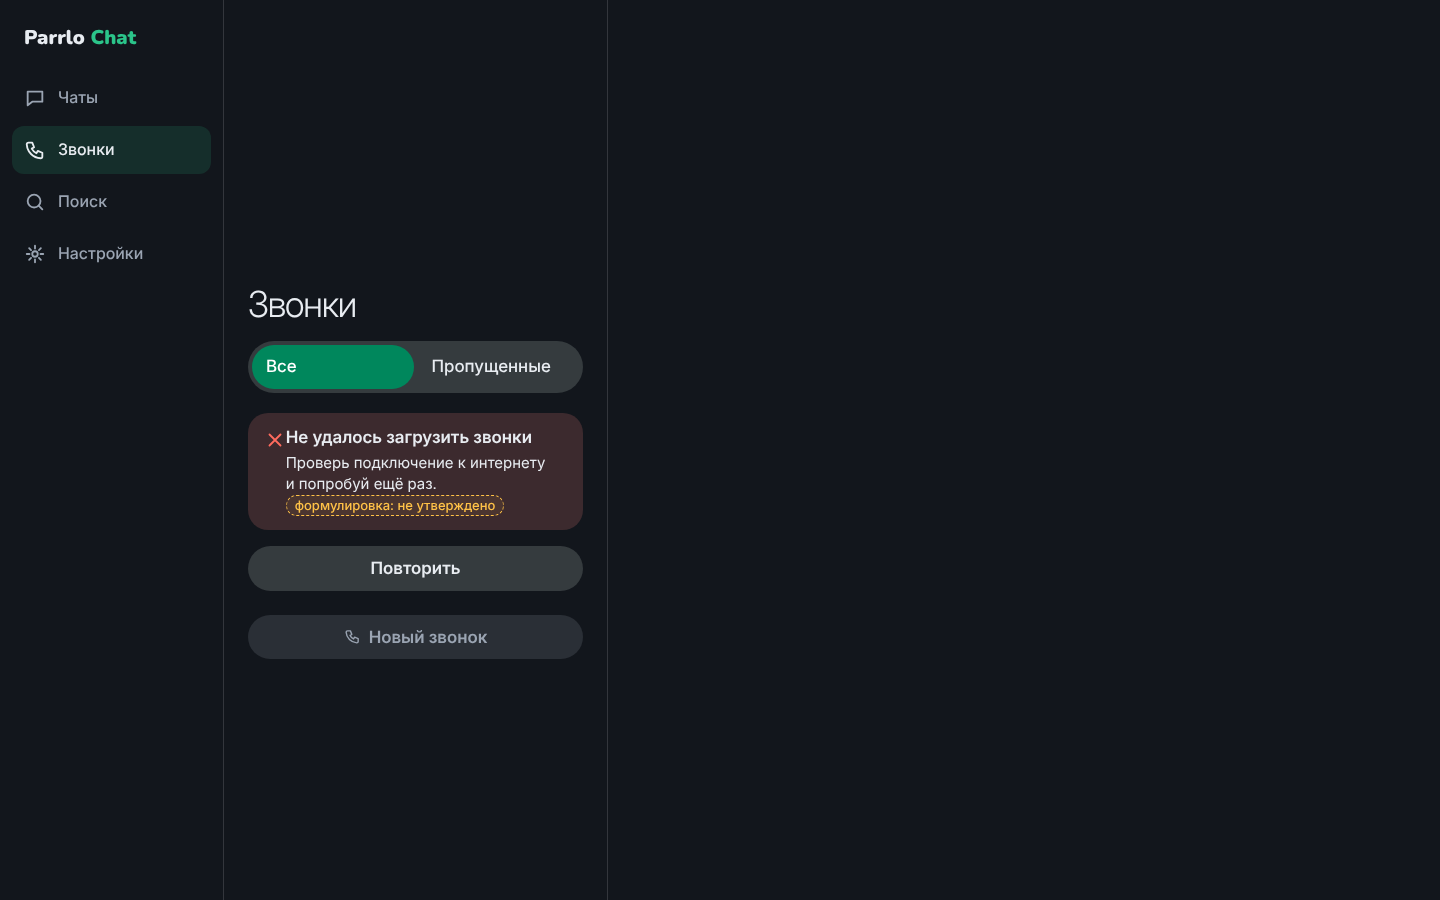 Parrlo Chat
Чаты
Звонки
Поиск
Настройки
Звонки
Все
Пропущенные
Не удалось загрузить звонки
Проверь подключение к интернету
и попробуй ещё раз.
формулировка: не утверждено
Повторить
Новый звонок